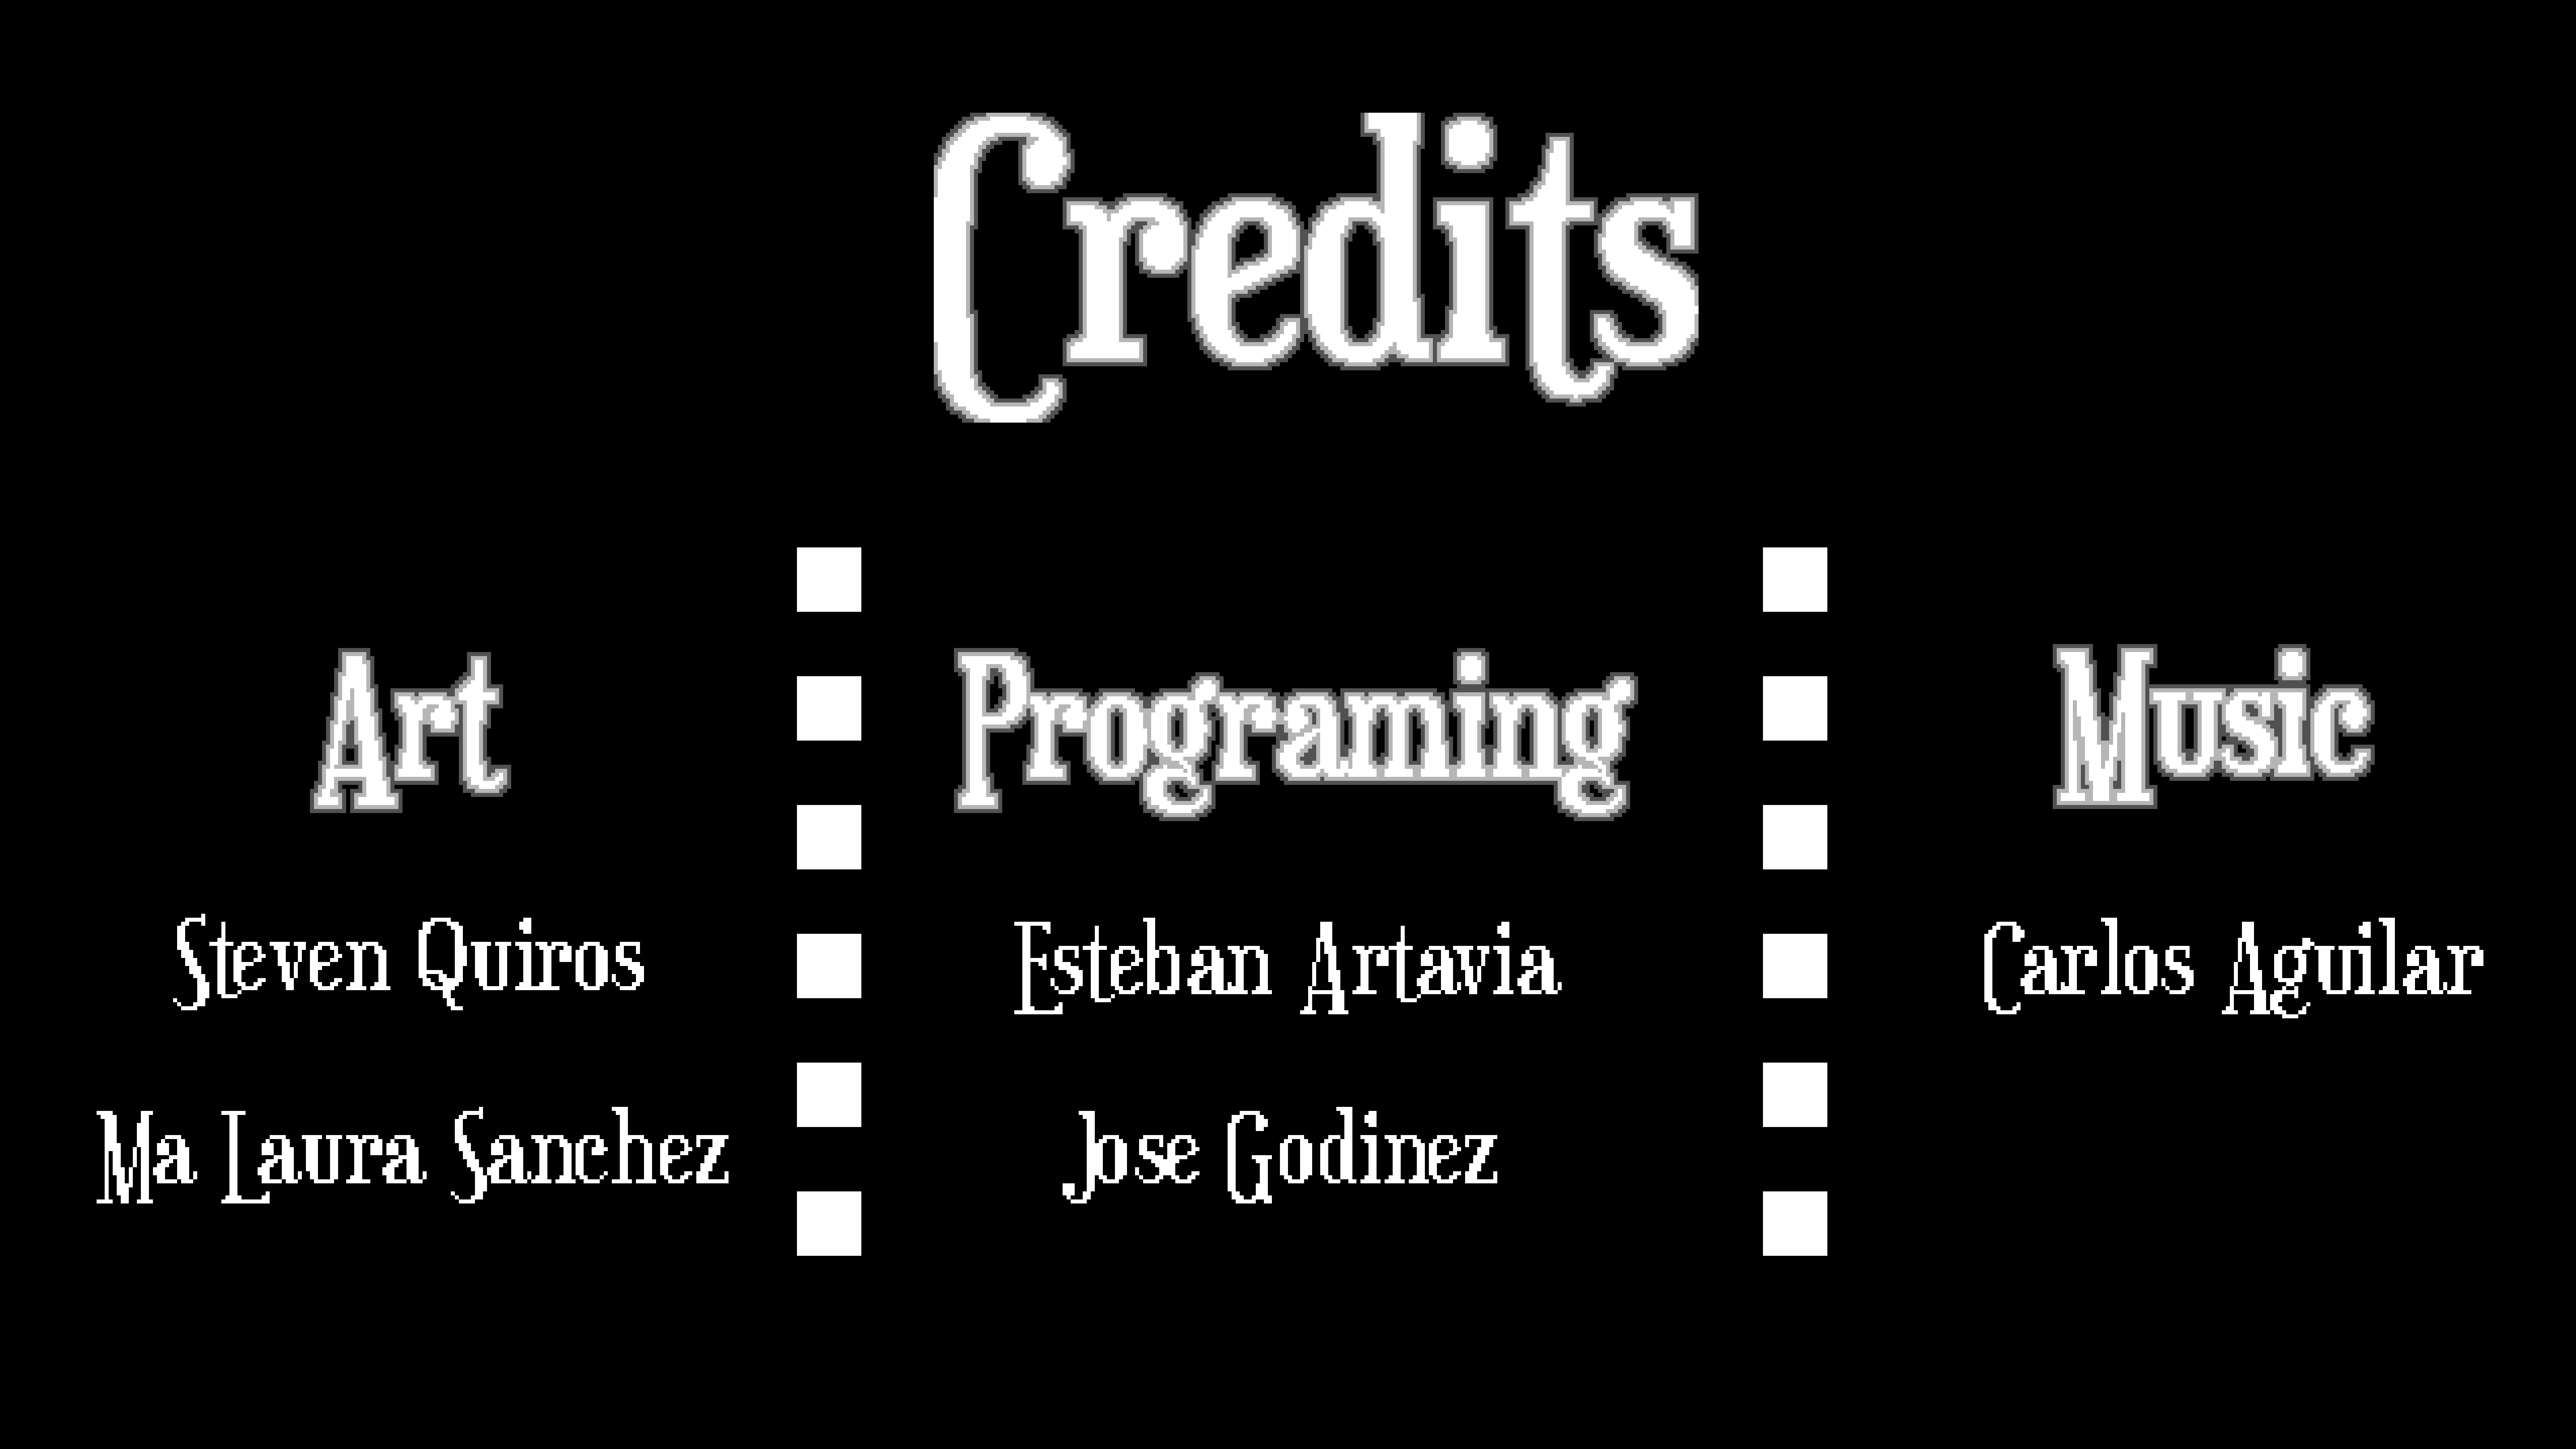 Credits
Art
Steven Quiros
Ma Laura Sanchez
Programing
Esteban Artavia
Jose Godinez
Music
Carlos Aguilar